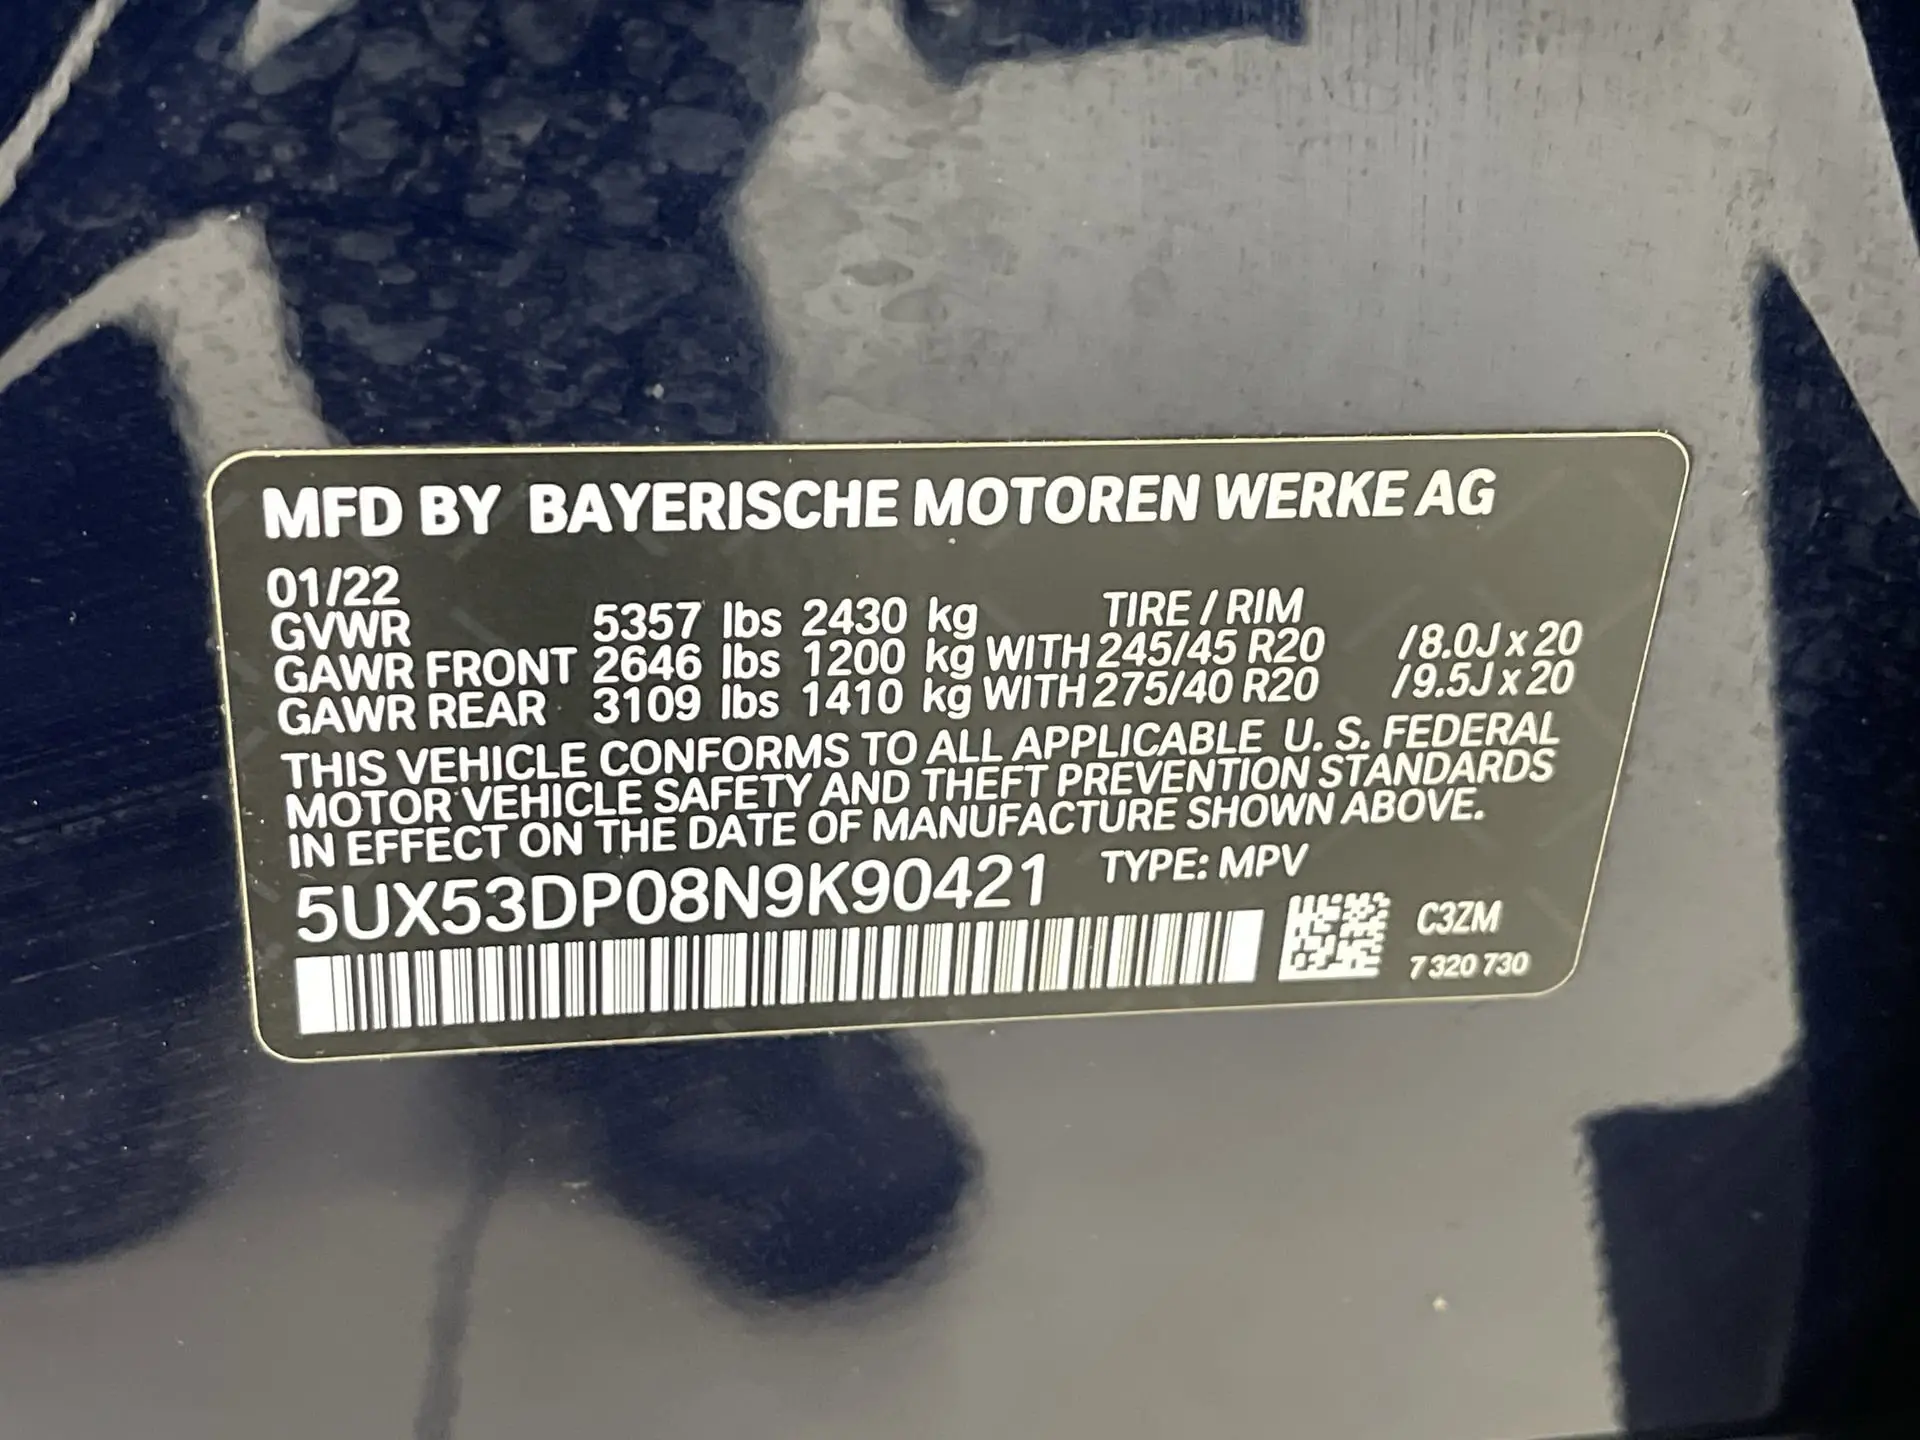 MFD BY BAYERISCHE MOTOREN WERKE AG
01/22 TIRE / RIM
GVWR 5357 lbs 2430 kg
GAWR FRONT 2646 lbs 1200 kg WITH 245/45 R20 /8.0J x 20
GAWR REAR 3109 lbs 1410 kg WITH 275/40 R20 /9.5J x 20
THIS VEHICLE CONFORMS TO ALL APPLICABLE U. S. FEDERAL
MOTOR VEHICLE SAFETY AND THEFT PREVENTION STANDARDS
IN EFFECT ON THE DATE OF MANUFACTURE SHOWN ABOVE.
5UX53DP08N9K90421 TYPE: MPV
C3ZM
7 320 730